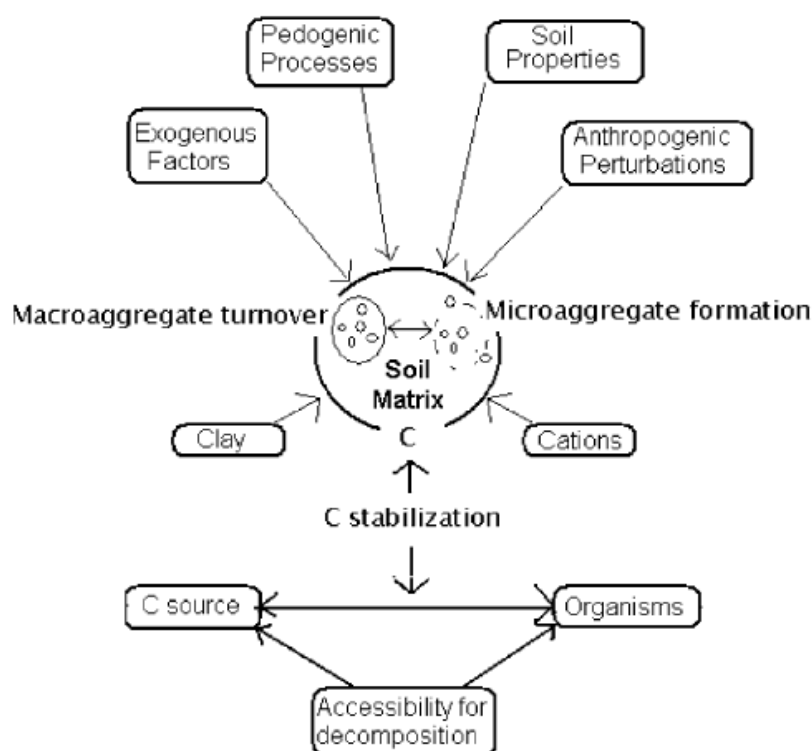 Pedogenic
Processes
Soil
Properties
Exogenous
Factors
Anthropogenic
Perturbations
Macroaggregate turnover
Microaggregate formation
Soil
Matrix
Clay
C
Cations
C stabilization
C source
Organisms
Accessibility for
decomposition